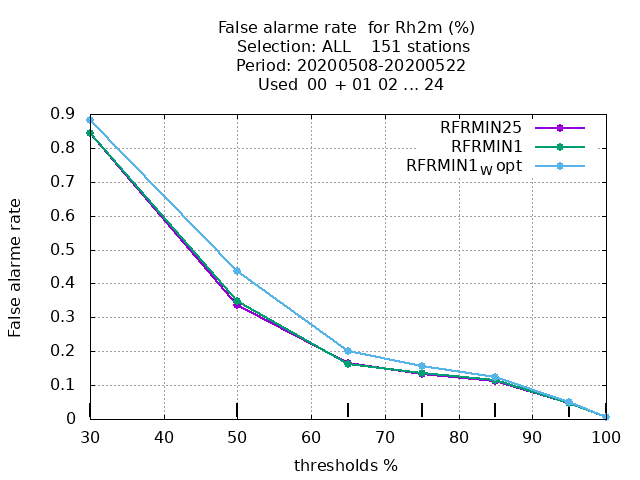 False alarme rate  for Rh2m (%)
Selection: ALL    151 stations
Period: 20200508-20200522
Used  00 + 01 02 ... 24
RFRMIN25
RFRMIN1
RFRMIN1W opt
0.9
0.8
0.7
0.6
0.5
0.4
0.3
0.2
0.1
0
False alarme rate
30 40 50 60 70 80 90 100
thresholds %